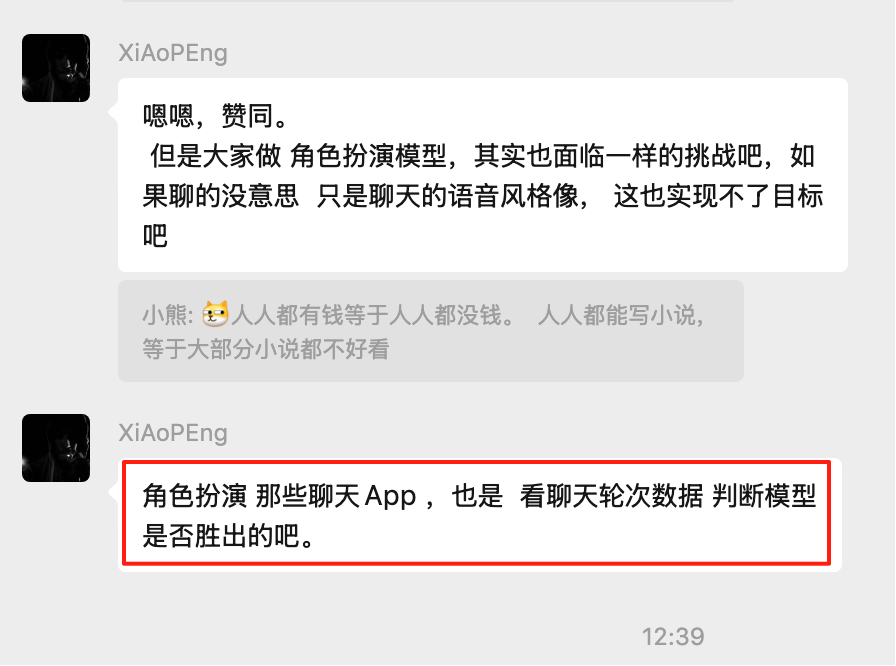 XiAoPEng
嗯嗯，赞同。
但是大家做 角色扮演模型，其实也面临一样的挑战吧，如
果聊的没意思 只是聊天的语音风格像， 这也实现不了目标
吧
小熊: 人人都有钱等于人人都没钱。 人人都能写小说，
等于大部分小说都不好看
XiAoPEng
角色扮演 那些聊天App ，也是 看聊天轮次数据 判断模型
是否胜出的吧。
12:39